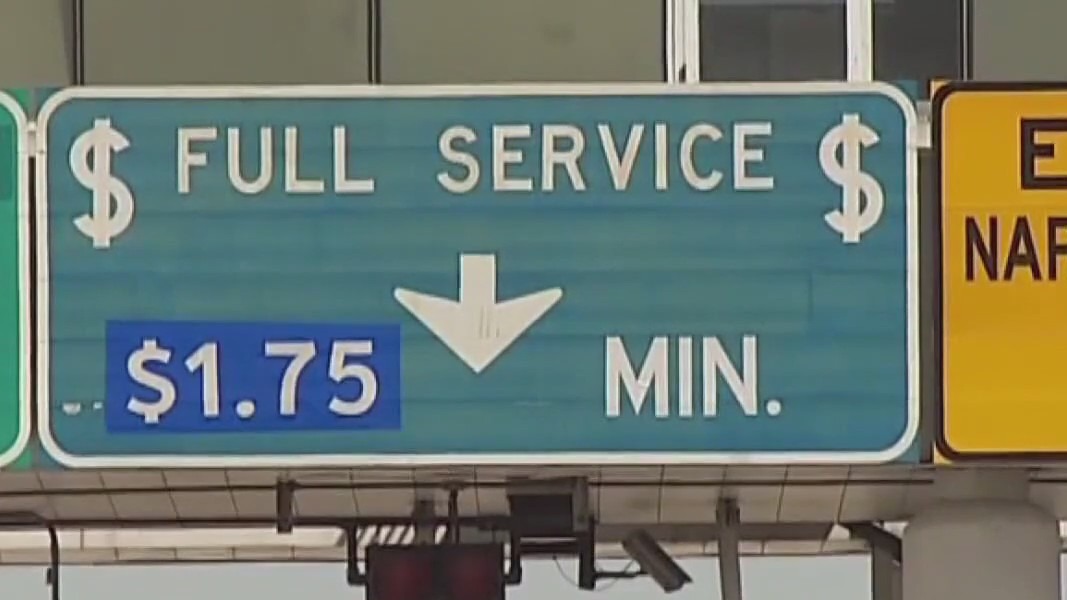 $ FULL SERVICE $
$1.75 MIN.